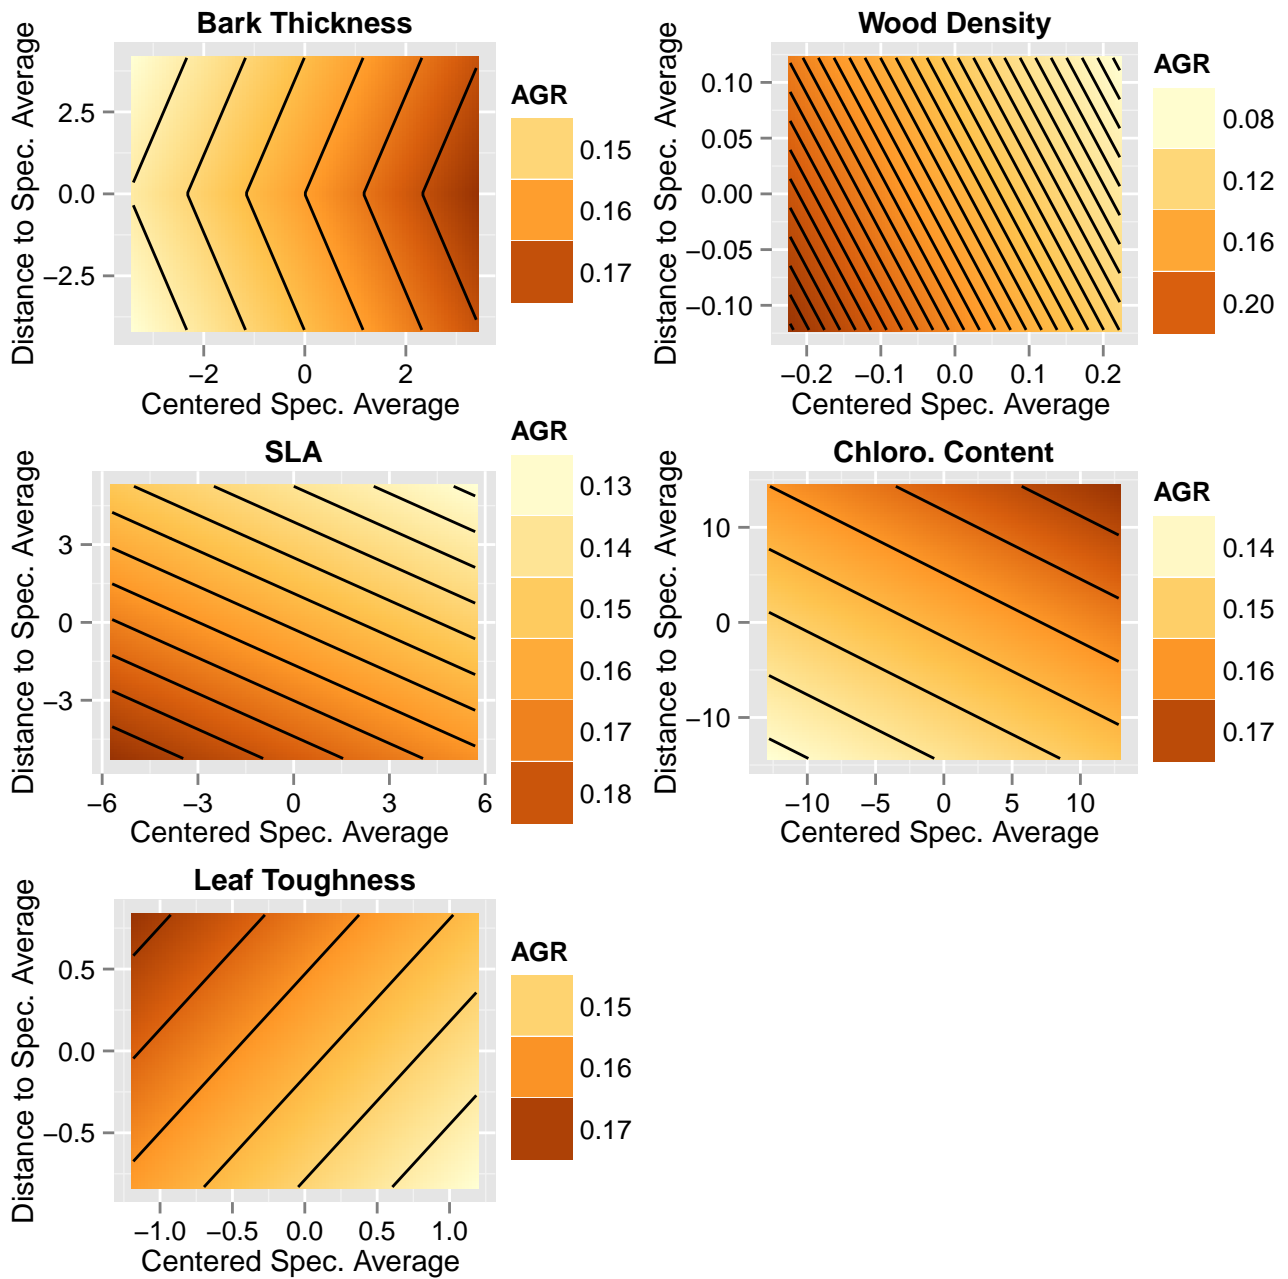 Bark Thickness
Distance to Spec. Average
2.5
0.0
−2.5
−2 0 2
Centered Spec. Average
AGR
0.15
0.16
0.17
Wood Density
Distance to Spec. Average
0.10
0.05
0.00
−0.05
−0.10
−0.2 −0.1 0.0 0.1 0.2
Centered Spec. Average
AGR
0.08
0.12
0.16
0.20
SLA
Distance to Spec. Average
3
0
−3
−6 −3 0 3 6
Centered Spec. Average
AGR
0.13
0.14
0.15
0.16
0.17
0.18
Chloro. Content
Distance to Spec. Average
10
0
−10
−10 −5 0 5 10
Centered Spec. Average
AGR
0.14
0.15
0.16
0.17
Leaf Toughness
Distance to Spec. Average
0.5
0.0
−0.5
−1.0 −0.5 0.0 0.5 1.0
Centered Spec. Average
AGR
0.15
0.16
0.17